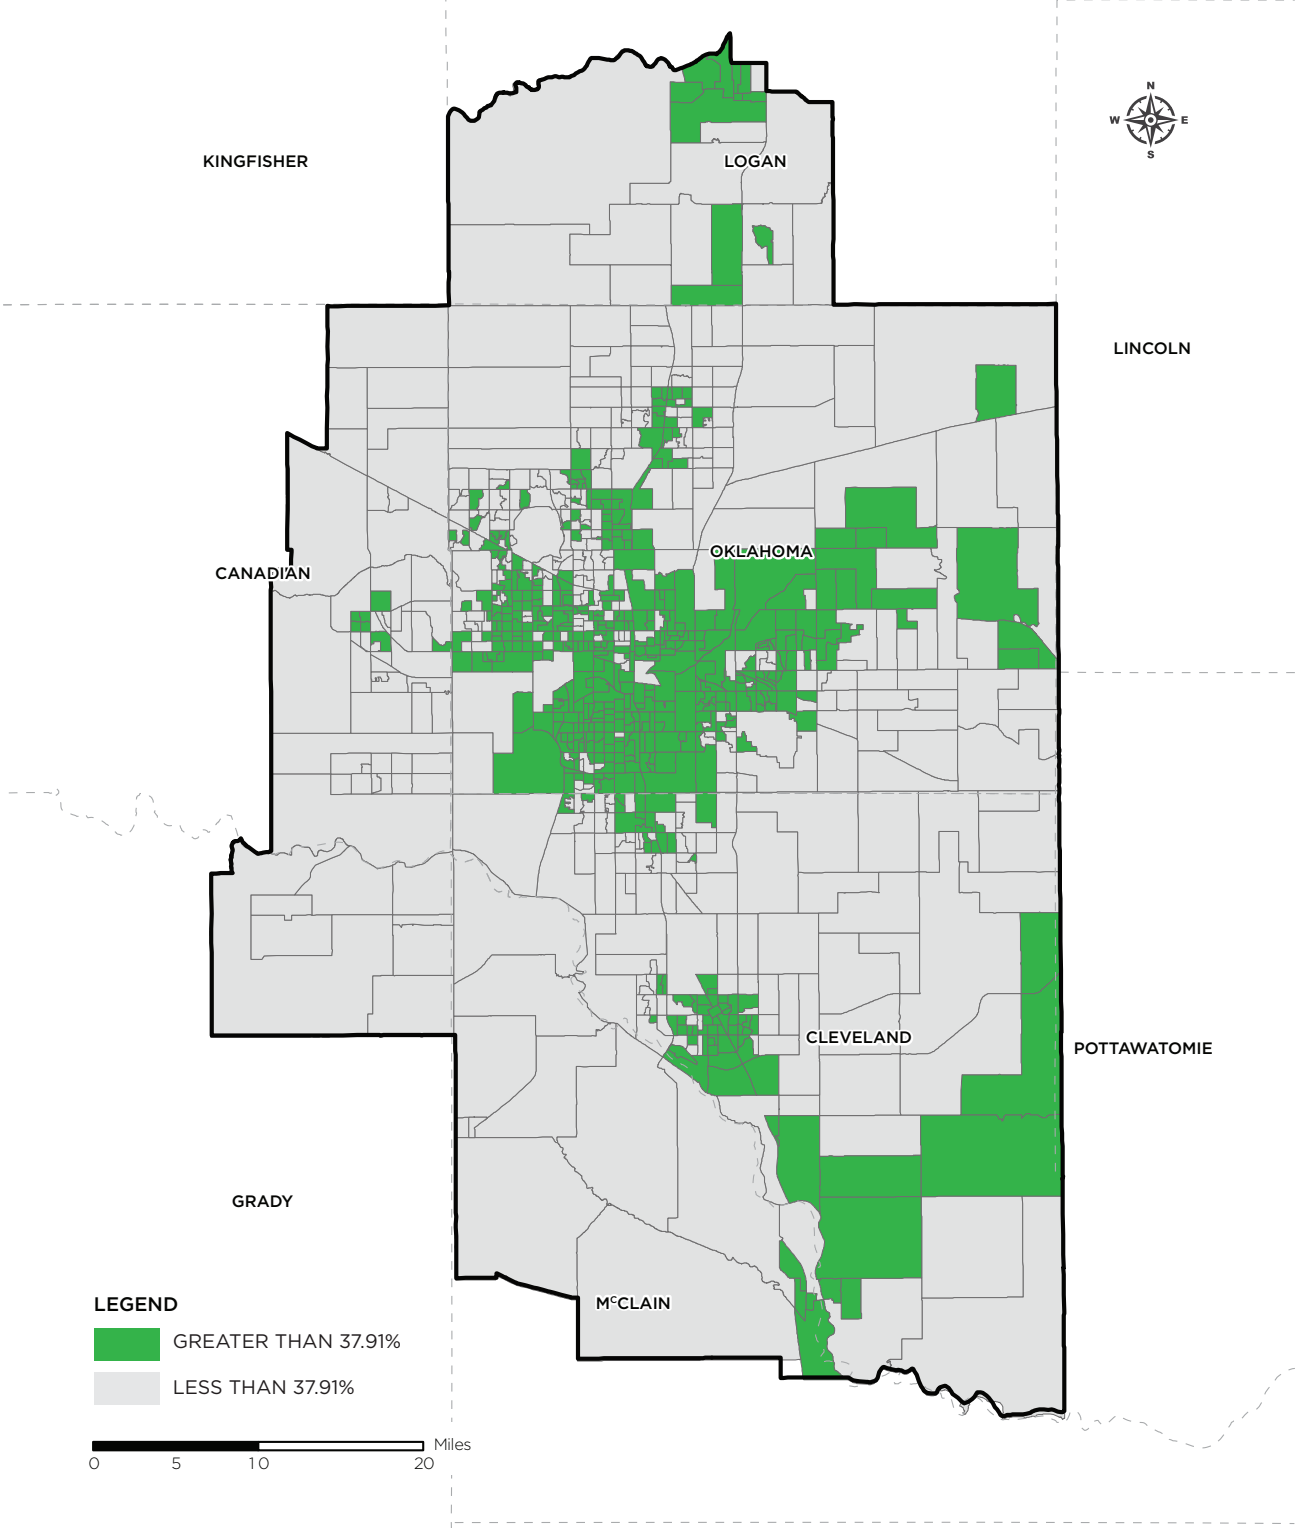 N
W E
S
KINGFISHER
LOGAN
LINCOLN
OKLAHOMA
CANADIAN
CLEVELAND
POTTAWATOMIE
GRADY
McCLAIN
LEGEND
GREATER THAN 37.91%
LESS THAN 37.91%
Miles
0 5 10 20